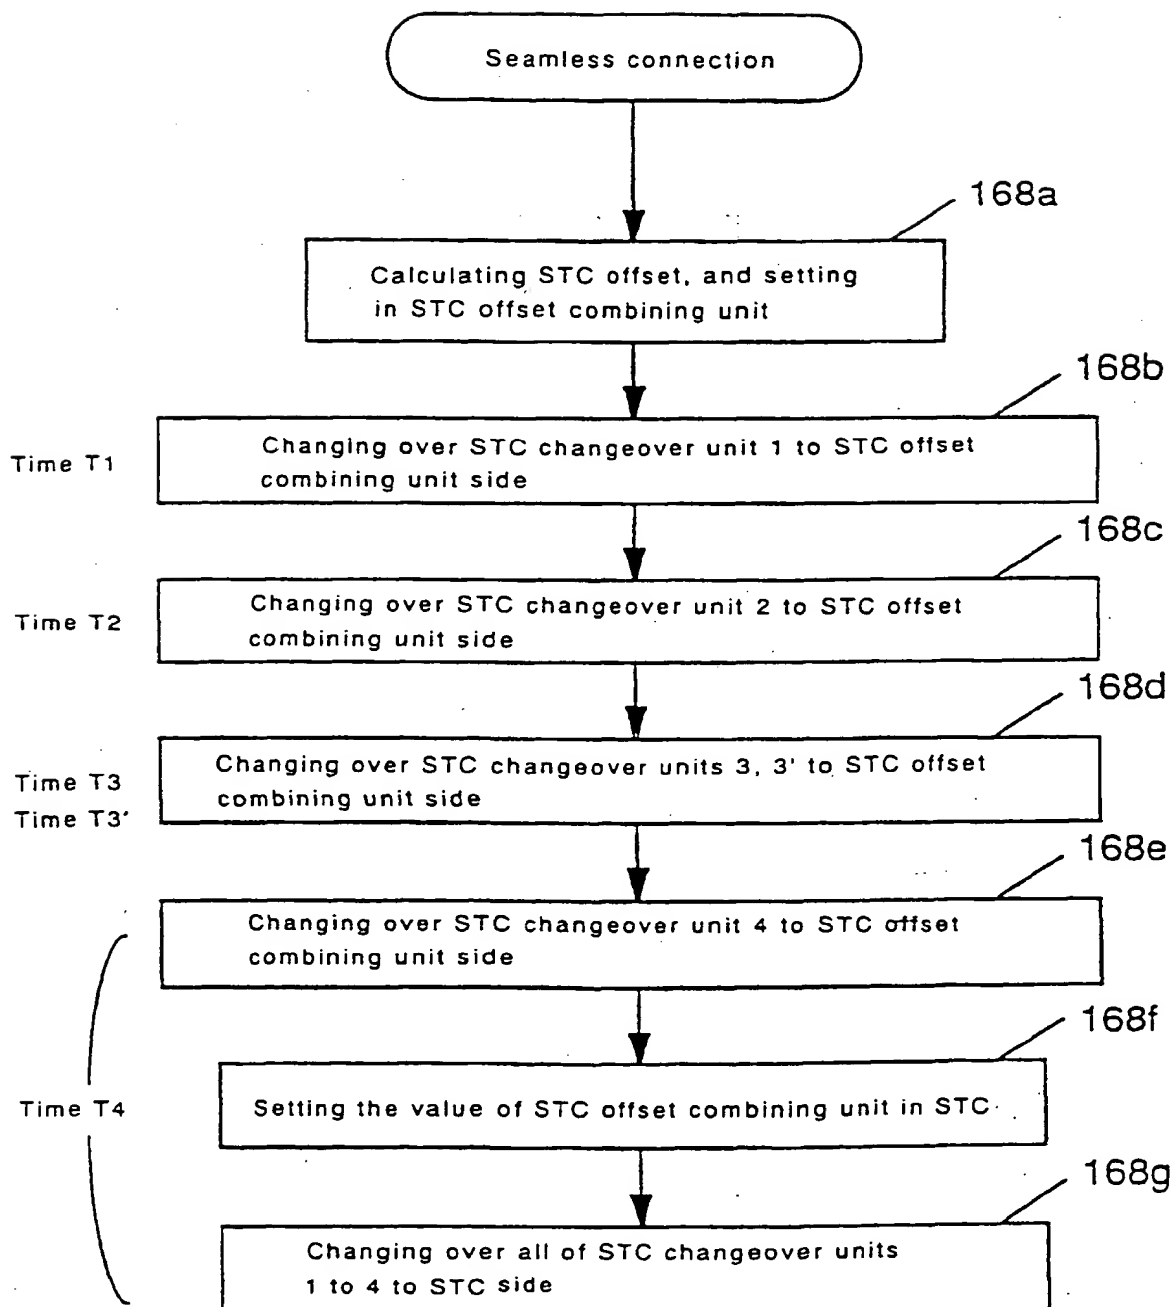 Seamless connection
168a
Calculating STC offset, and setting
in STC offset combining unit
168b
Time T1
Changing over STC changeover unit 1 to STC offset
combining unit side
168c
Time T2
Changing over STC changeover unit 2 to STC offset
combining unit side
168d
Time T3
Time T3'
Changing over STC changeover units 3, 3' to STC offset
combining unit side
168e
Changing over STC changeover unit 4 to STC offset
combining unit side
168f
Time T4
Setting the value of STC offset combining unit in STC
168g
Changing over all of STC changeover units
1 to 4 to STC side